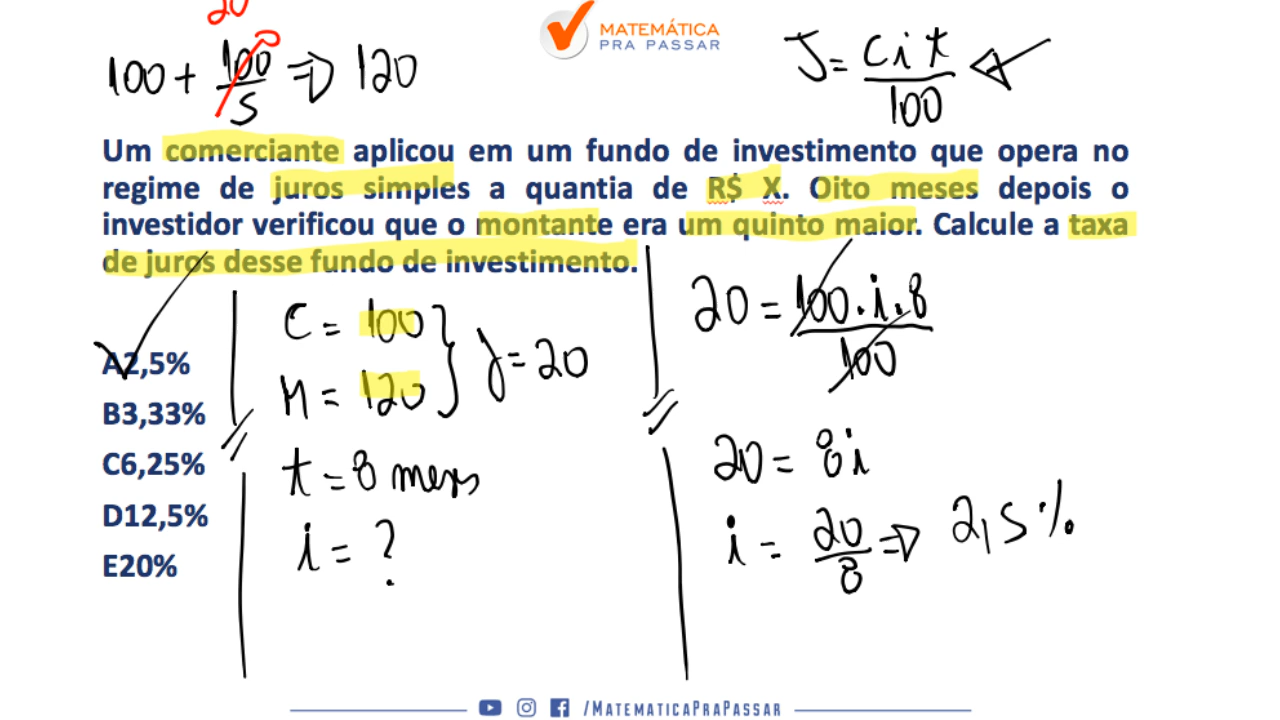 20
MATEMÁTICA
PRA PASSAR
100 + 100/5 ⇒ 120
J = c i t / 100
Um comerciante aplicou em um fundo de investimento que opera no
regime de juros simples a quantia de R$ X. Oito meses depois o
investidor verificou que o montante era um quinto maior. Calcule a taxa
de juros desse fundo de investimento.
A2,5%
B3,33%
C6,25%
D12,5%
E20%
C = 100
M = 120
J = 20
t = 8 meses
i = ?
20 = 100 . i . 8 / 100
20 = 8i
i = 20/8 ⇒ 2,5%
/MatematicaPraPassar